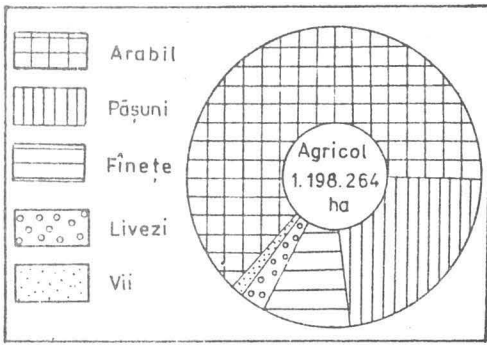 Arabil
Pășuni
Fînețe
Livezi
Vii
Agricol
1.198.264
ha